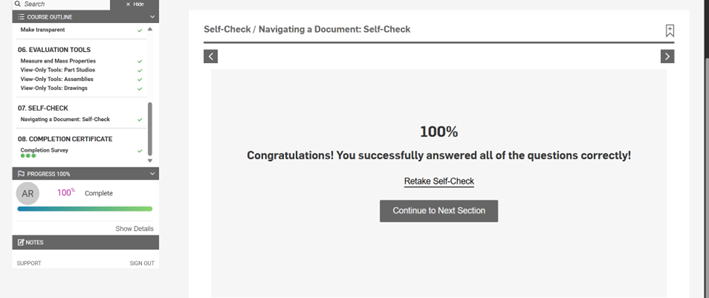 Search
× Hide
COURSE OUTLINE
Make transparent
06. EVALUATION TOOLS
Measure and Mass Properties
View-Only Tools: Part Studios
View-Only Tools: Assemblies
View-Only Tools: Drawings
07. SELF-CHECK
Navigating a Document: Self-Check
08. COMPLETION CERTIFICATE
Completion Survey
PROGRESS 100%
AR
100%
Complete
Show Details
NOTES
SUPPORT
SIGN OUT
Self-Check / Navigating a Document: Self-Check
100%
Congratulations! You successfully answered all of the questions correctly!
Retake Self-Check
Continue to Next Section